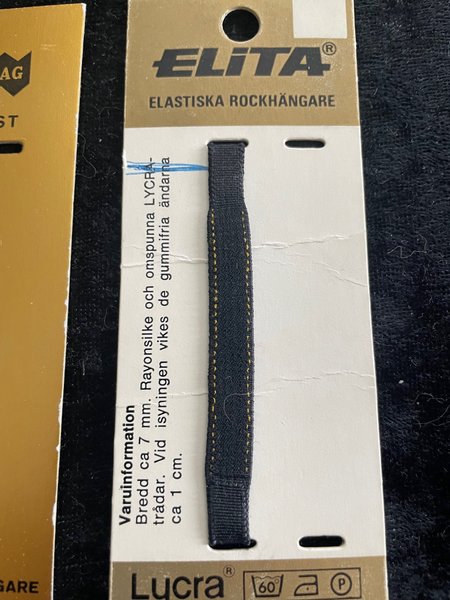 AG
ST
GARE
ELiTA®
ELASTISKA ROCKHÄNGARE
Varuinformation
Bredd ca 7 mm. Rayonsilke och omspunna LYCRA-
trådar. Vid isyningen vikes de gummifria ändarna
ca 1 cm.
Lycra® 60° P